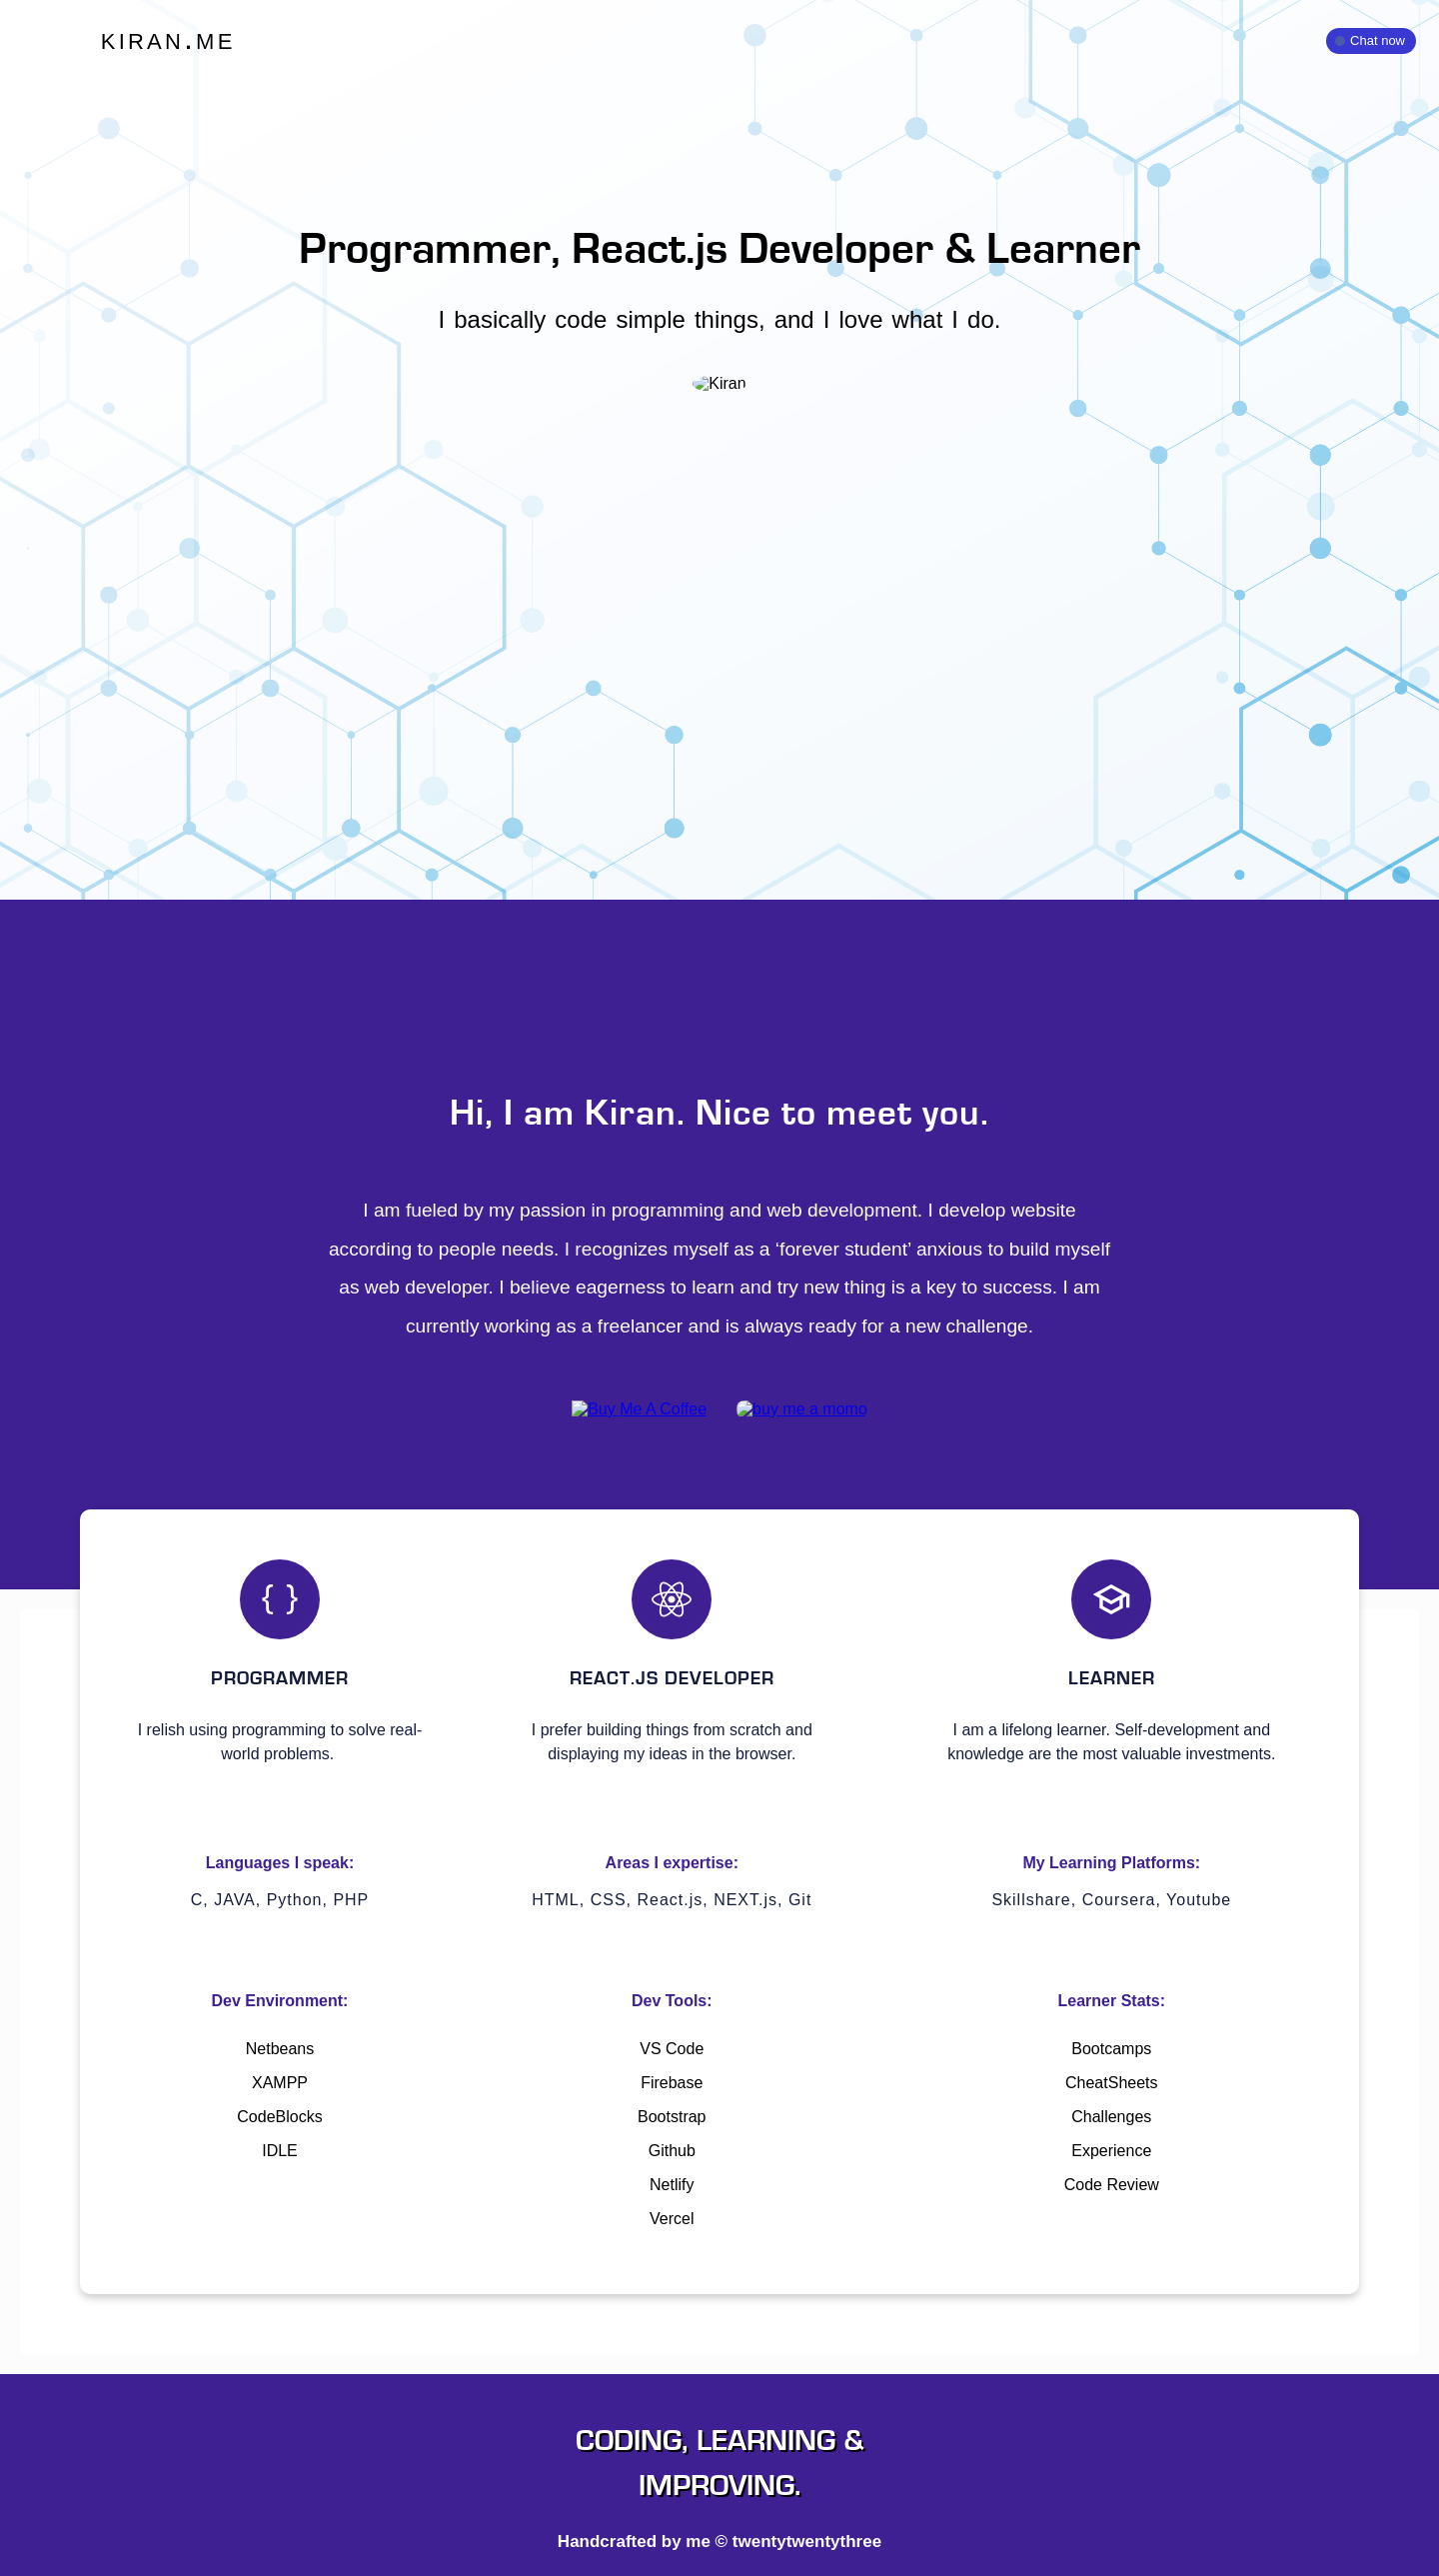 KIRAN.ME
Chat now
Programmer, React.js Developer & Learner
I basically code simple things, and I love what I do.
Kiran
Hi, I am Kiran. Nice to meet you.
I am fueled by my passion in programming and web development. I develop website
according to people needs. I recognizes myself as a ‘forever student’ anxious to build myself
as web developer. I believe eagerness to learn and try new thing is a key to success. I am
currently working as a freelancer and is always ready for a new challenge.
Buy Me A Coffee
buy me a momo
PROGRAMMER
I relish using programming to solve real-
world problems.
Languages I speak:
C, JAVA, Python, PHP
Dev Environment:
Netbeans
XAMPP
CodeBlocks
IDLE
REACT.JS DEVELOPER
I prefer building things from scratch and
displaying my ideas in the browser.
Areas I expertise:
HTML, CSS, React.js, NEXT.js, Git
Dev Tools:
VS Code
Firebase
Bootstrap
Github
Netlify
Vercel
LEARNER
I am a lifelong learner. Self-development and
knowledge are the most valuable investments.
My Learning Platforms:
Skillshare, Coursera, Youtube
Learner Stats:
Bootcamps
CheatSheets
Challenges
Experience
Code Review
CODING, LEARNING &
IMPROVING.
Handcrafted by me © twentytwentythree